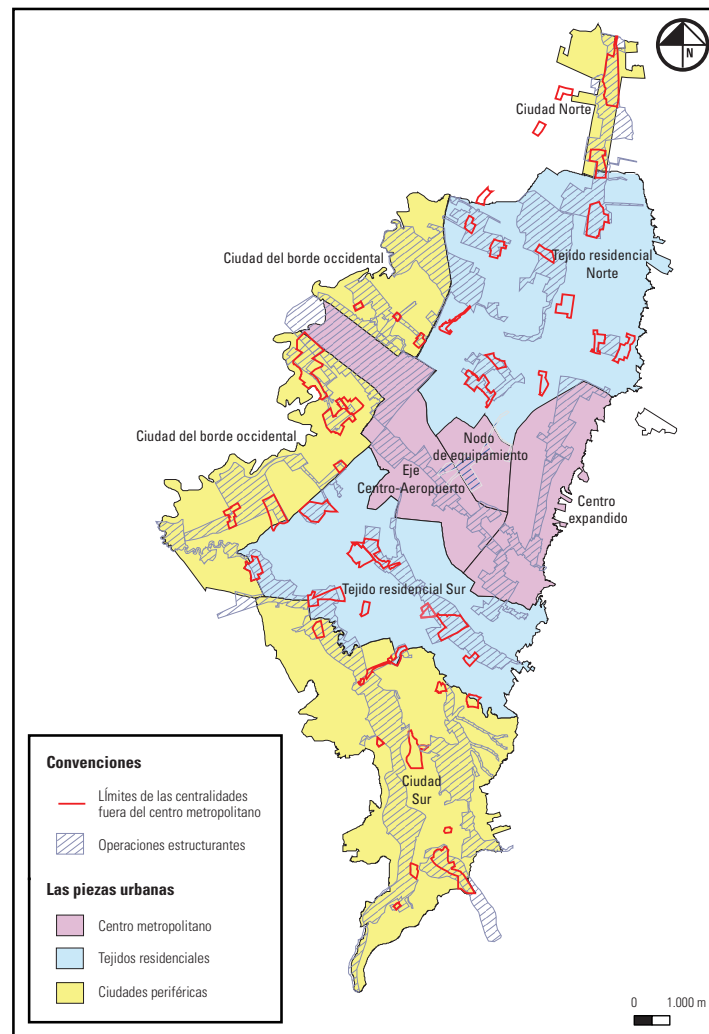 N
Ciudad Norte
Ciudad del borde occidental
Tejido residencial
Norte
Ciudad del borde occidental
Nodo
de equipamiento
Eje
Centro-Aeropuerto
Centro
expandido
Tejido residencial Sur
Ciudad
Sur
Convenciones
Límites de las centralidades
fuera del centro metropolitano
Operaciones estructurantes
Las piezas urbanas
Centro metropolitano
Tejidos residenciales
Ciudades periféricas
0 1.000 m